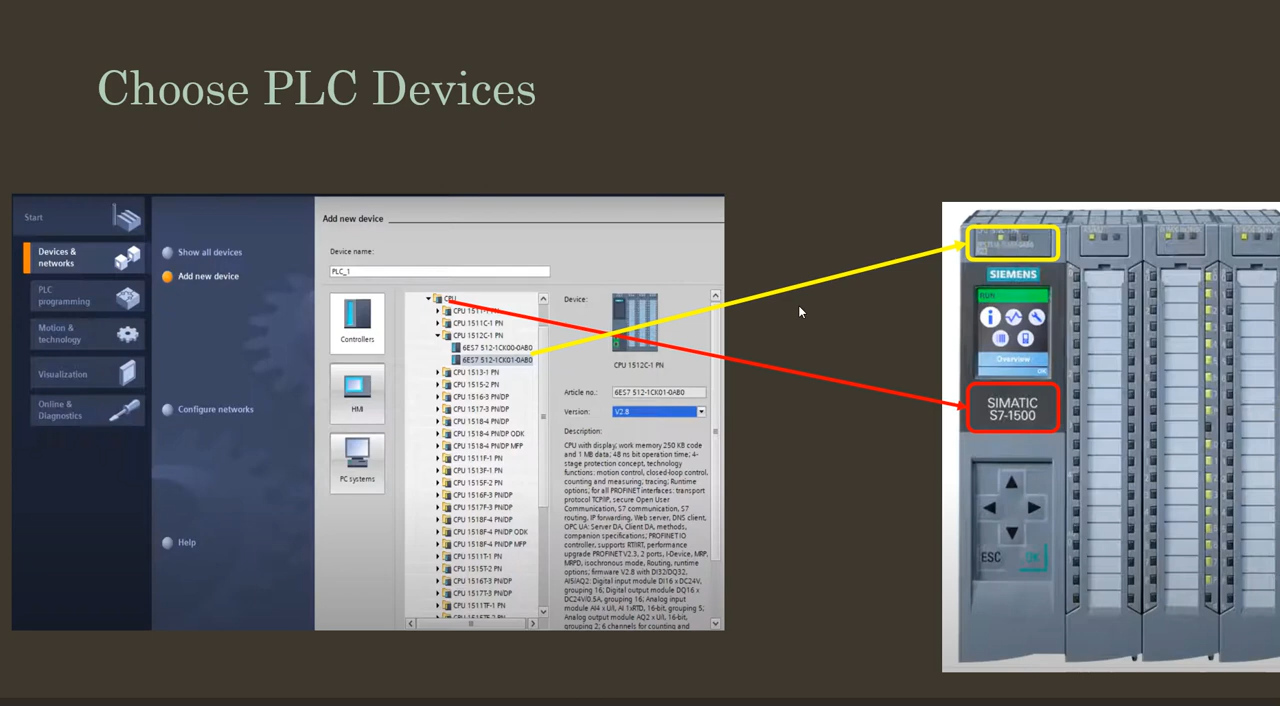 Choose PLC Devices
Start
Devices &
networks
PLC
programming
Motion &
technology
Visualization
Online &
Diagnostics
Show all devices
Add new device
Configure networks
Help
Add new device
Device name:
PLC_1
Controllers
HMI
PC systems
CPU
CPU 1511-1 PN
CPU 1511C-1 PN
CPU 1512C-1 PN
6ES7 512-1CK00-0AB0
6ES7 512-1CK01-0AB0
CPU 1513-1 PN
CPU 1515-2 PN
CPU 1516-3 PN/DP
CPU 1517-3 PN/DP
CPU 1518-4 PN/DP
CPU 1518-4 PN/DP ODK
CPU 1518-4 PN/DP MFP
CPU 1511F-1 PN
CPU 1513F-1 PN
CPU 1515F-2 PN
CPU 1516F-3 PN/DP
CPU 1517F-3 PN/DP
CPU 1518F-4 PN/DP
CPU 1518F-4 PN/DP ODK
CPU 1518F-4 PN/DP MFP
CPU 1511T-1 PN
CPU 1515T-2 PN
CPU 1516T-3 PN/DP
CPU 1517T-3 PN/DP
CPU 1511TF-1 PN
CPU 1515TF-2 PN
Device:
CPU 1512C-1 PN
Article no.: 6ES7 512-1CK01-0AB0
Version: V2.8
Description:
CPU with display; work memory 250 KB code
and 1 MB data; 48 ns bit operation time; 4-
stage protection concept, technology
functions: motion control, closed-loop control,
counting and measuring, tracing; Runtime
options; for all PROFINET interfaces: transport
protocol TCP/IP, secure Open User
Communication, S7 communication, S7
routing, IP forwarding, Web server, DNS client,
OPC UA: Server DA, Client DA, methods,
companion specifications; PROFINET IO
controller, supports RT/IRT, performance
upgrade PROFINET V2.3, 2 ports, I-Device, MRP,
MRPD, isochronous mode, Routing, runtime
options; firmware V2.8 with DI32/DQ32,
AI5/AQ2: Digital input module DI16 x DC24V,
grouping 16; Digital output module DQ16 x
DC24V/0.5A, grouping 16; Analog input
module AI4 x U/I, AI 1xRTD, 16-bit, grouping 5;
Analog output module AQ2 x U/I, 16-bit,
grouping 2; 6 channels for counting and
SIEMENS
RUN
Overview
OK
SIMATIC
S7-1500
ESC
OK